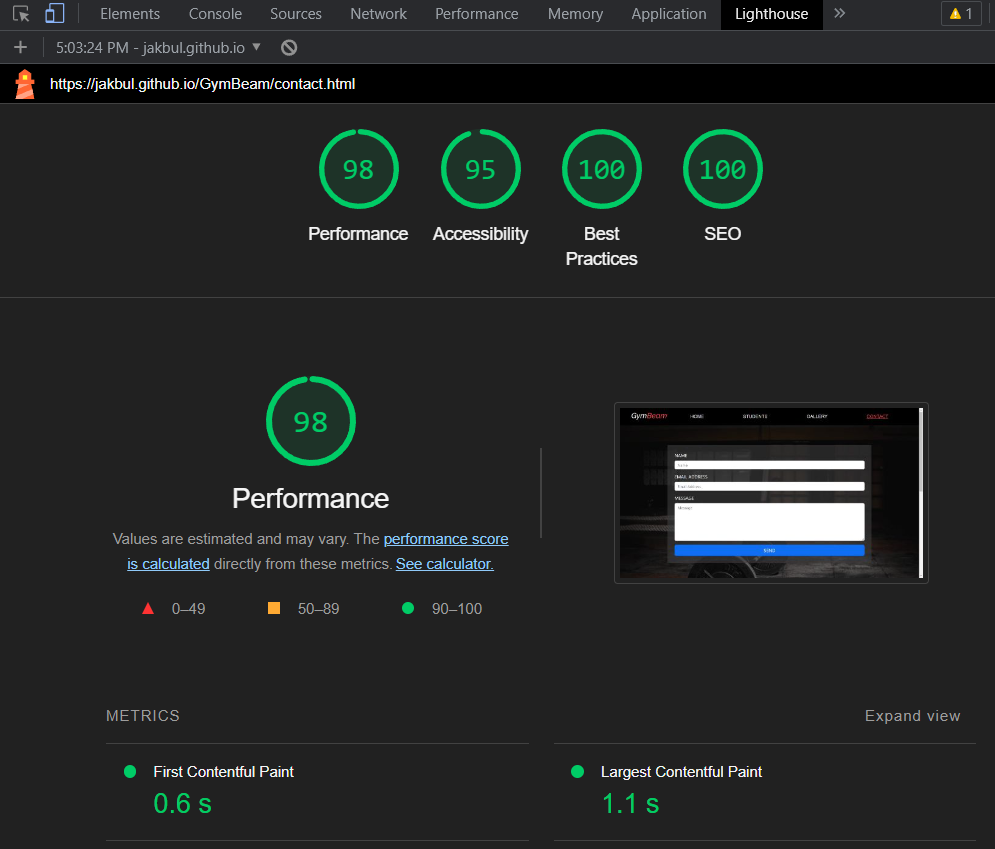 Elements Console Sources Network Performance Memory Application Lighthouse » 1
+ 5:03:24 PM - jakbul.github.io ▼
https://jakbul.github.io/GymBeam/contact.html
98 95 100 100
Performance Accessibility Best Practices SEO
98
Performance
Values are estimated and may vary. The performance score
is calculated directly from these metrics. See calculator.
0–49 50–89 90–100
GymBeam HOME STUDENTS GALLERY CONTACT
NAME
Name
EMAIL ADDRESS
Email Address
MESSAGE
Message
SEND
METRICS Expand view
First Contentful Paint Largest Contentful Paint
0.6 s 1.1 s